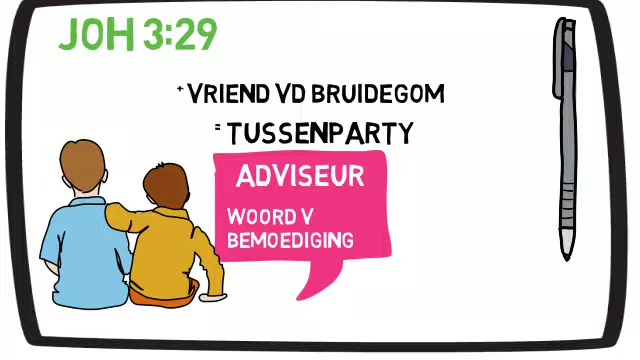 JOH 3:29
+ VRIEND VD BRUIDEGOM
= TUSSENPARTY
ADVISEUR
WOORD V
BEMOEDIGING